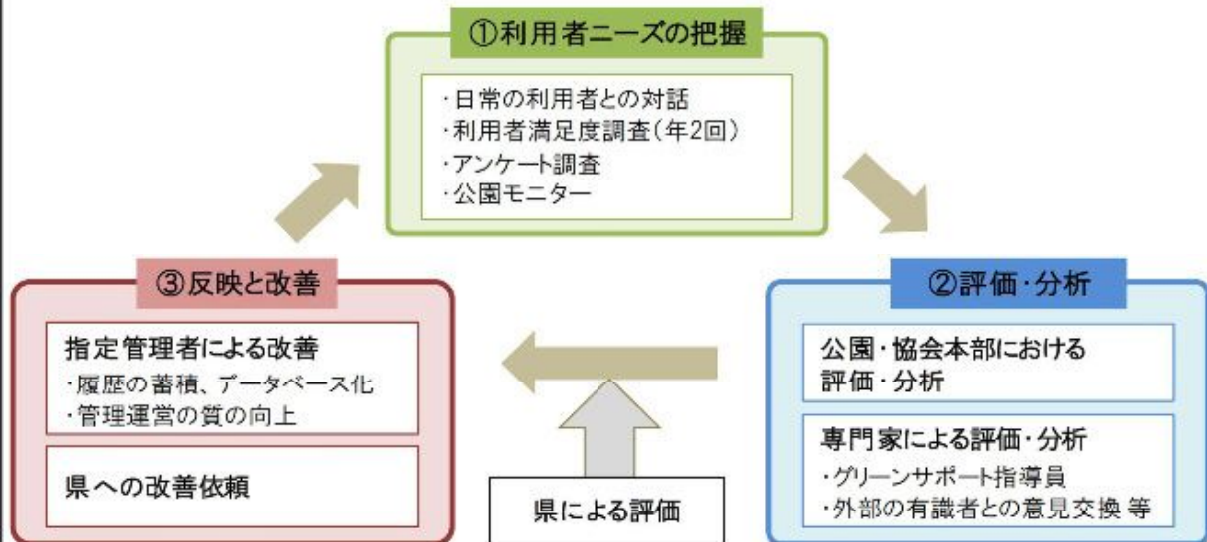 ①利用者ニーズの把握
・日常の利用者との対話
・利用者満足度調査(年2回)
・アンケート調査
・公園モニター
②評価・分析
公園・協会本部における
評価・分析
専門家による評価・分析
・グリーンサポート指導員
・外部の有識者との意見交換 等
県による評価
③反映と改善
指定管理者による改善
・履歴の蓄積、データベース化
・管理運営の質の向上
県への改善依頼